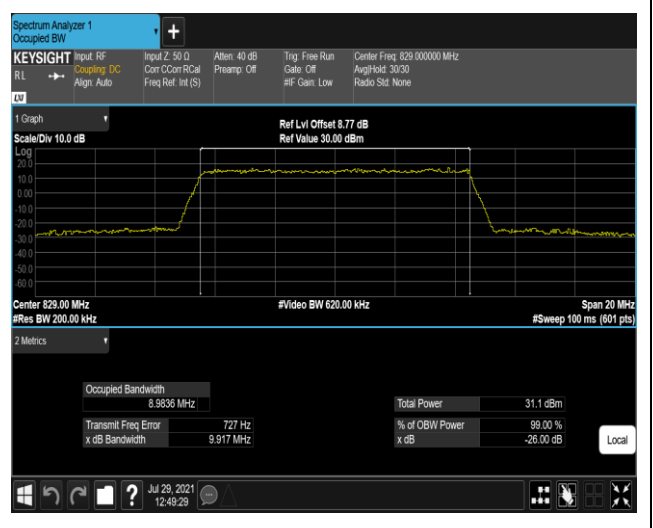 Spectrum Analyzer 1
Occupied BW
+
KEYSIGHT Input: RF Input Z: 50 Ω Atten: 40 dB Trig: Free Run Center Freq: 829.000000 MHz
RL Coupling: DC Corr CCorr RCal Preamp: Off Gate: Off Avg|Hold: 30/30
Align: Auto Freq Ref: Int (S) #IF Gain: Low Radio Std: None
LXI
1 Graph
Ref Lvl Offset 8.77 dB
Scale/Div 10.0 dB Ref Value 30.00 dBm
Log
20.0
10.0
0.00
-10.0
-20.0
-30.0
-40.0
-50.0
-60.0
Center 829.00 MHz #Video BW 620.00 kHz Span 20 MHz
#Res BW 200.00 kHz #Sweep 100 ms (601 pts)
2 Metrics
Occupied Bandwidth
8.9836 MHz Total Power 31.1 dBm
Transmit Freq Error 727 Hz % of OBW Power 99.00 %
x dB Bandwidth 9.917 MHz x dB -26.00 dB
Local
? Jul 29, 2021
12:49:29